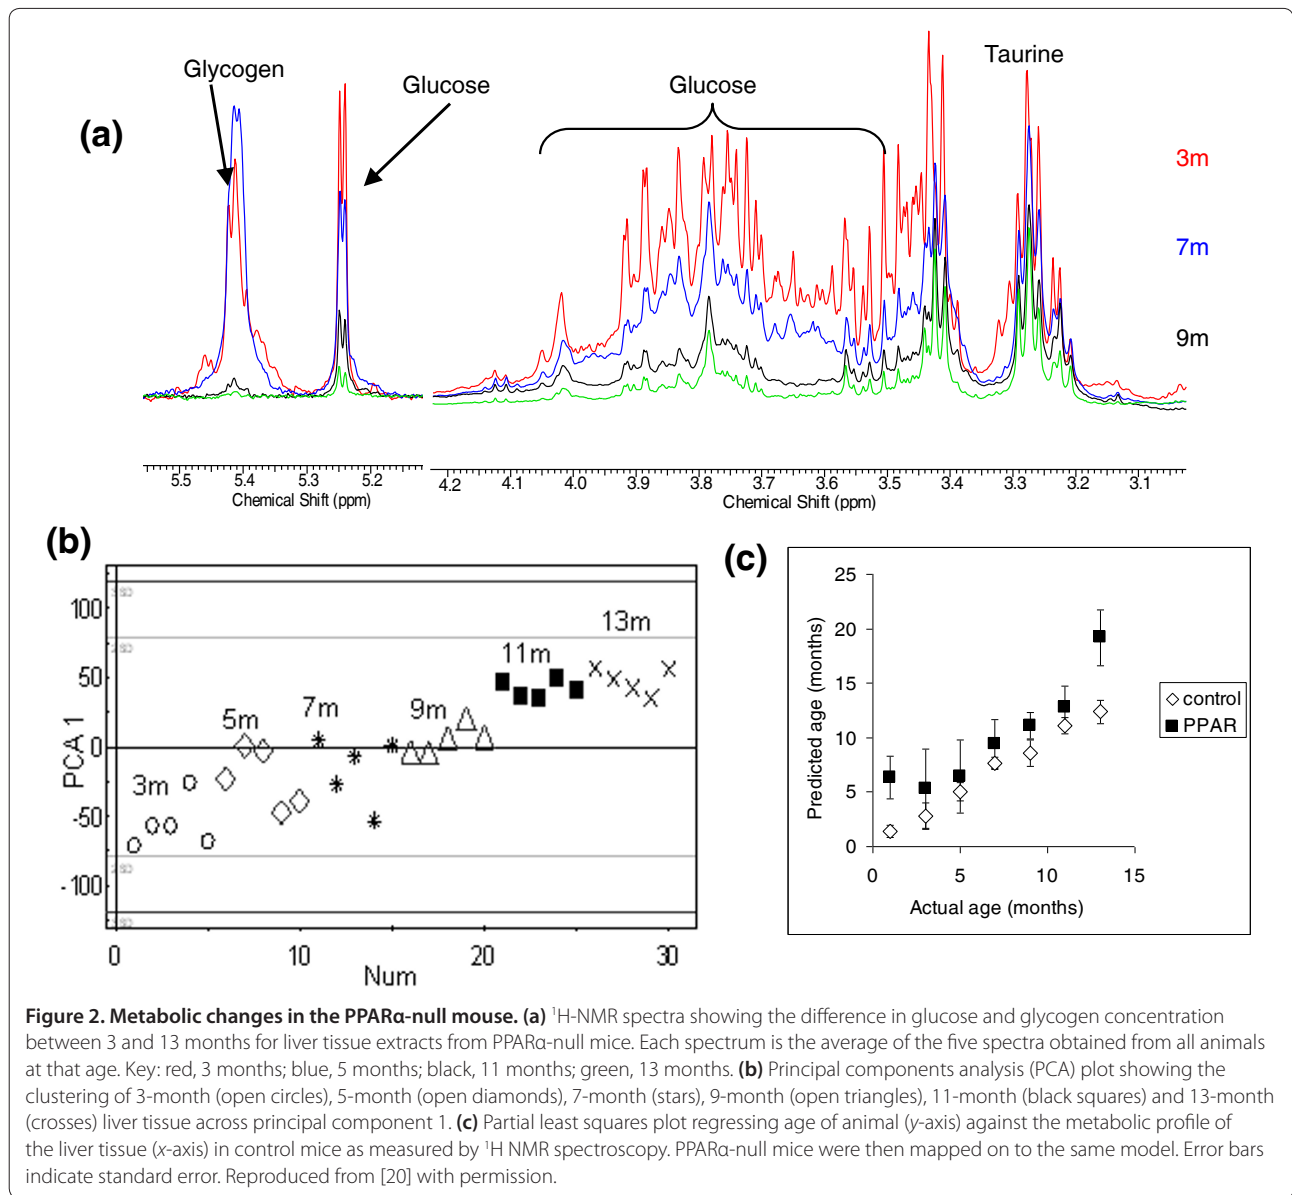 (a)
Glycogen
Glucose
Glucose
Taurine
3m
7m
9m
5.5 5.4 5.3 5.2
Chemical Shift (ppm)
4.2 4.1 4.0 3.9 3.8 3.7 3.6 3.5 3.4 3.3 3.2 3.1
Chemical Shift (ppm)
(b)
PCA 1
100
50
0
-50
-100
3m
5m
7m
9m
11m
13m
0 10 20 30
Num
(c)
Predicted age (months)
25
20
15
10
5
0
0 5 10 15
Actual age (months)
control
PPAR
Figure 2. Metabolic changes in the PPARα-null mouse. (a) ¹H-NMR spectra showing the difference in glucose and glycogen concentration
between 3 and 13 months for liver tissue extracts from PPARα-null mice. Each spectrum is the average of the five spectra obtained from all animals
at that age. Key: red, 3 months; blue, 5 months; black, 11 months; green, 13 months. (b) Principal components analysis (PCA) plot showing the
clustering of 3-month (open circles), 5-month (open diamonds), 7-month (stars), 9-month (open triangles), 11-month (black squares) and 13-month
(crosses) liver tissue across principal component 1. (c) Partial least squares plot regressing age of animal (y-axis) against the metabolic profile of
the liver tissue (x-axis) in control mice as measured by ¹H NMR spectroscopy. PPARα-null mice were then mapped on to the same model. Error bars
indicate standard error. Reproduced from [20] with permission.